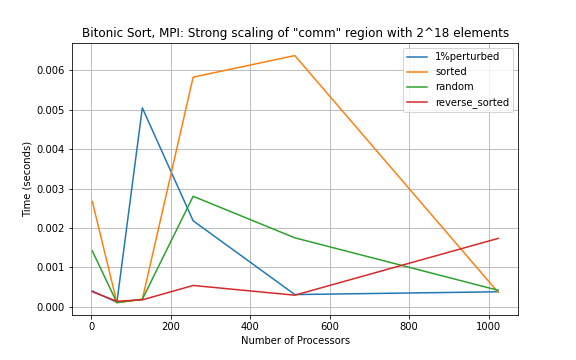 Bitonic Sort, MPI: Strong scaling of "comm" region with 2^18 elements
1%perturbed
sorted
random
reverse_sorted
Time (seconds)
0.006
0.005
0.004
0.003
0.002
0.001
0.000
0 200 400 600 800 1000
Number of Processors